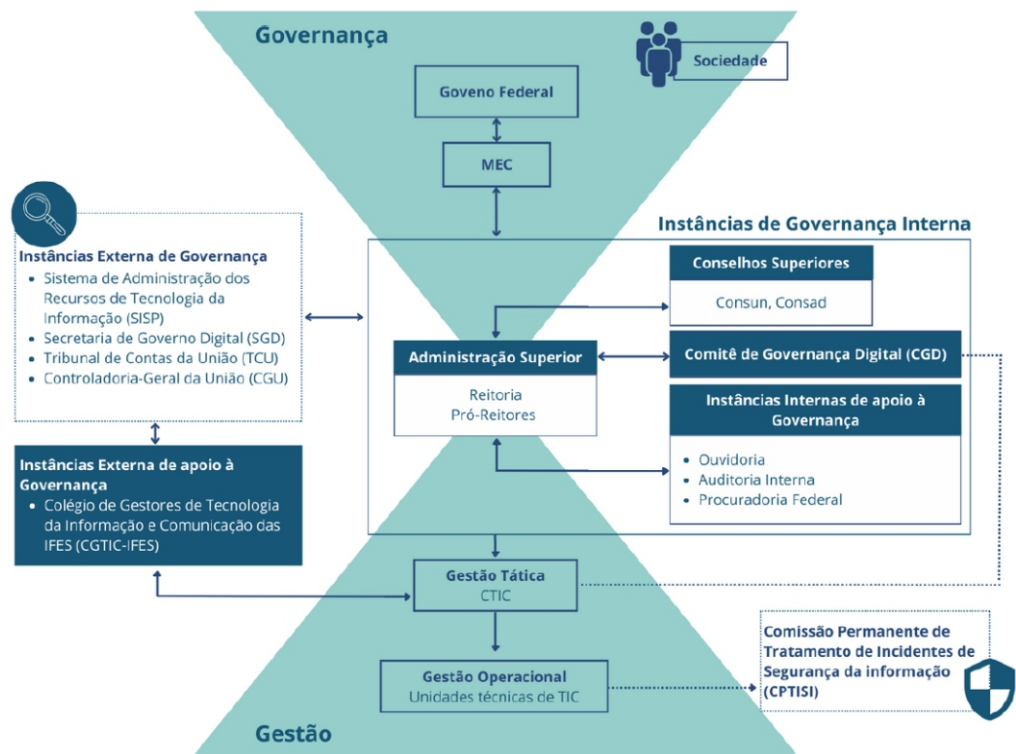 Governança
Sociedade
Goveno Federal
MEC
Instâncias de Governança Interna
Instâncias Externa de Governança
• Sistema de Administração dos
Recursos de Tecnologia da
Informação (SISP)
• Secretaria de Governo Digital (SGD)
• Tribunal de Contas da União (TCU)
• Controladoria-Geral da União (CGU)
Conselhos Superiores
Consun, Consad
Administração Superior
Reitoria
Pró-Reitores
Comitê de Governança Digital (CGD)
Instâncias Internas de apoio à
Governança
• Ouvidoria
• Auditoria Interna
• Procuradoria Federal
Instâncias Externa de apoio à
Governança
• Colégio de Gestores de Tecnologia
da Informação e Comunicação das
IFES (CGTIC-IFES)
Gestão Tática
CTIC
Gestão Operacional
Unidades técnicas de TIC
Comissão Permanente de
Tratamento de Incidentes de
Segurança da informação
(CPTISI)
Gestão